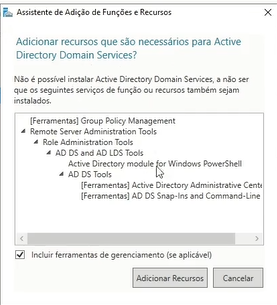 Assistente de Adição de Funções e Recursos
Adicionar recursos que são necessários para Active
Directory Domain Services?
Não é possível instalar Active Directory Domain Services, a não ser
que os seguintes serviços de função ou recursos também sejam
instalados.
[Ferramentas] Group Policy Management
Remote Server Administration Tools
Role Administration Tools
AD DS and AD LDS Tools
Active Directory module for Windows PowerShell
AD DS Tools
[Ferramentas] Active Directory Administrative Cente
[Ferramentas] AD DS Snap-Ins and Command-Line
Incluir ferramentas de gerenciamento (se aplicável)
Adicionar Recursos
Cancelar